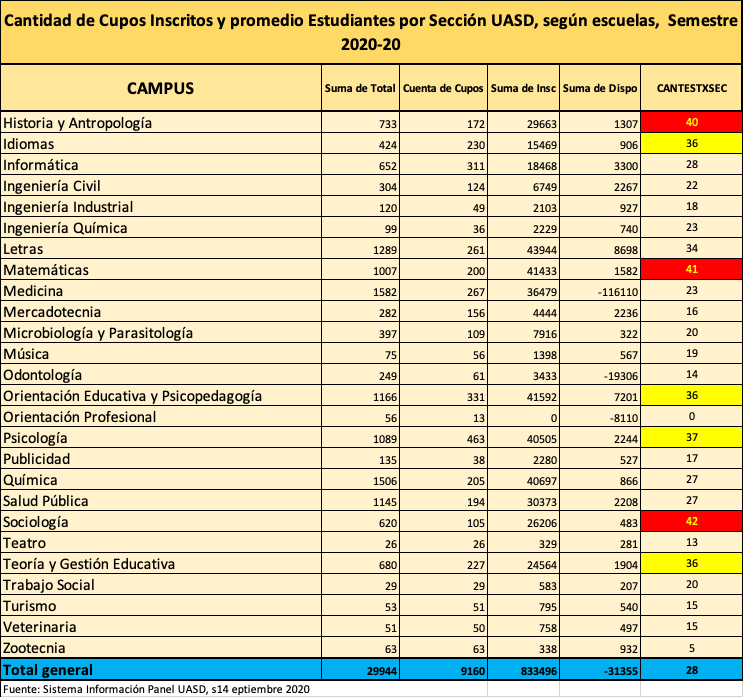 Cantidad de Cupos Inscritos y promedio Estudiantes por Sección UASD, según escuelas, Semestre
2020-20
CAMPUS Suma de Total Cuenta de Cupos Suma de Insc Suma de Dispo CANTESTXSEC
Historia y Antropología 733 172 29663 1307 40
Idiomas 424 230 15469 906 36
Informática 652 311 18468 3300 28
Ingeniería Civil 304 124 6749 2267 22
Ingeniería Industrial 120 49 2103 927 18
Ingeniería Química 99 36 2229 740 23
Letras 1289 261 43944 8698 34
Matemáticas 1007 200 41433 1582 41
Medicina 1582 267 36479 -116110 23
Mercadotecnia 282 156 4444 2236 16
Microbiología y Parasitología 397 109 7916 322 20
Música 75 56 1398 567 19
Odontología 249 61 3433 -19306 14
Orientación Educativa y Psicopedagogía 1166 331 41592 7201 36
Orientación Profesional 56 13 0 -8110 0
Psicología 1089 463 40505 2244 37
Publicidad 135 38 2280 527 17
Química 1506 205 40697 866 27
Salud Pública 1145 194 30373 2208 27
Sociología 620 105 26206 483 42
Teatro 26 26 329 281 13
Teoría y Gestión Educativa 680 227 24564 1904 36
Trabajo Social 29 29 583 207 20
Turismo 53 51 795 540 15
Veterinaria 51 50 758 497 15
Zootecnia 63 63 338 932 5
Total general 29944 9160 833496 -31355 28
Fuente: Sistema Información Panel UASD, s14 eptiembre 2020